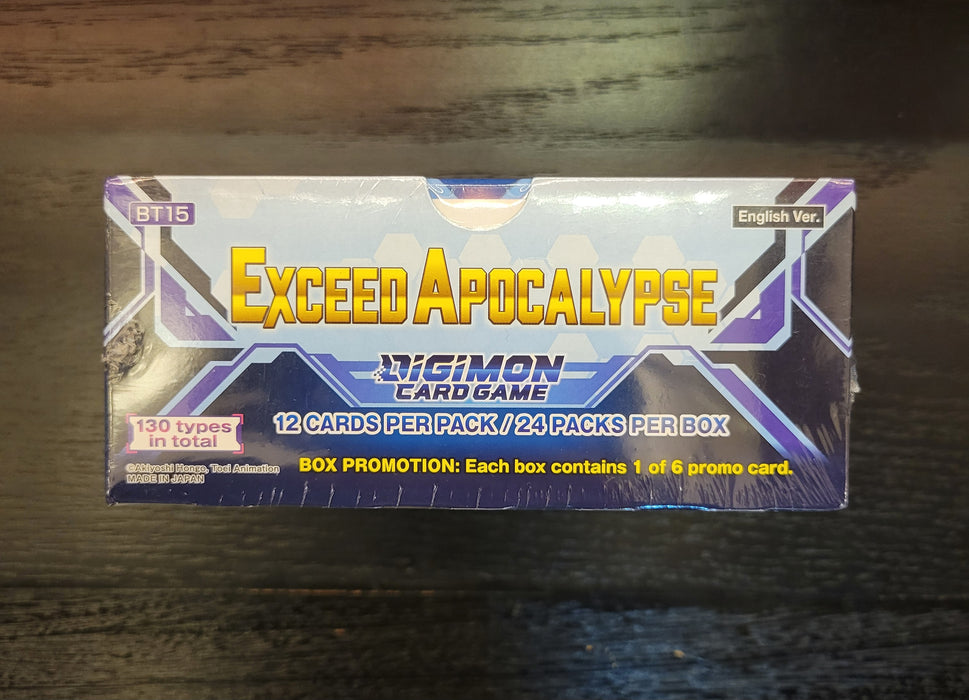 BT15
English Ver.
EXCEED APOCALYPSE
DIGIMON
CARD GAME
130 types
in total
12 CARDS PER PACK / 24 PACKS PER BOX
BOX PROMOTION: Each box contains 1 of 6 promo card.
©Akiyoshi Hongo, Toei Animation
MADE IN JAPAN